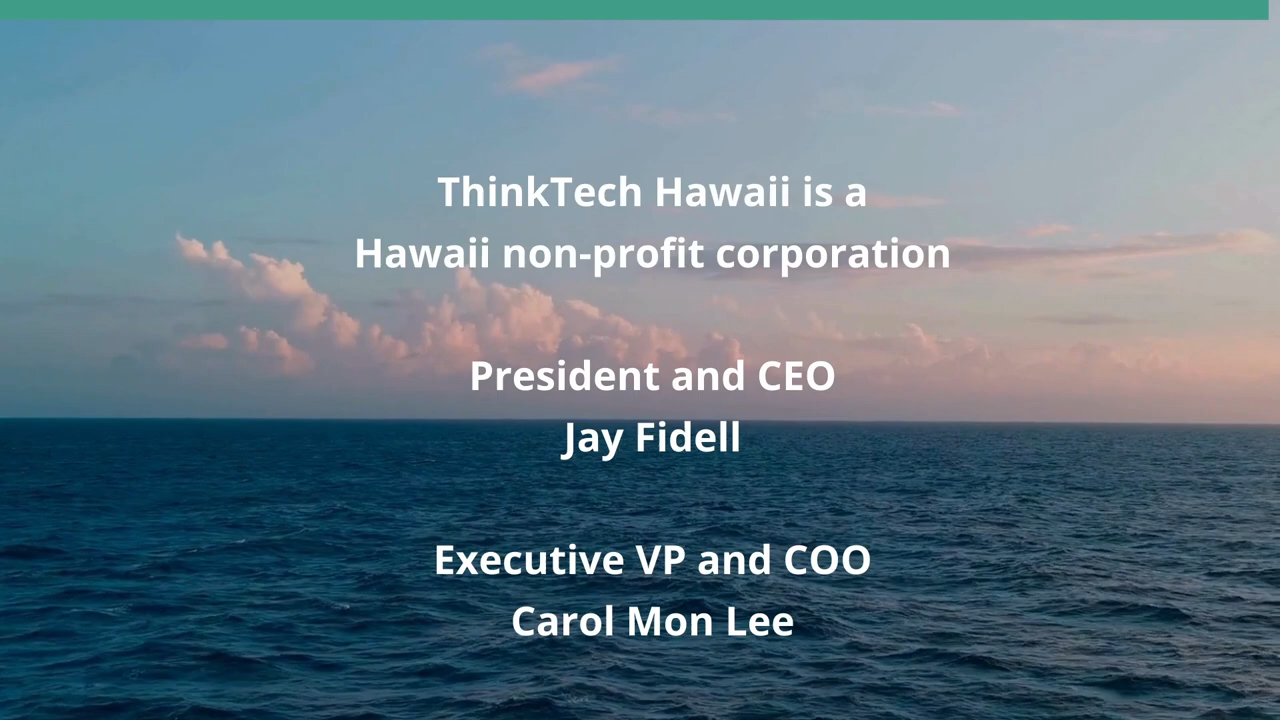 ThinkTech Hawaii is a
Hawaii non-profit corporation
President and CEO
Jay Fidell
Executive VP and COO
Carol Mon Lee